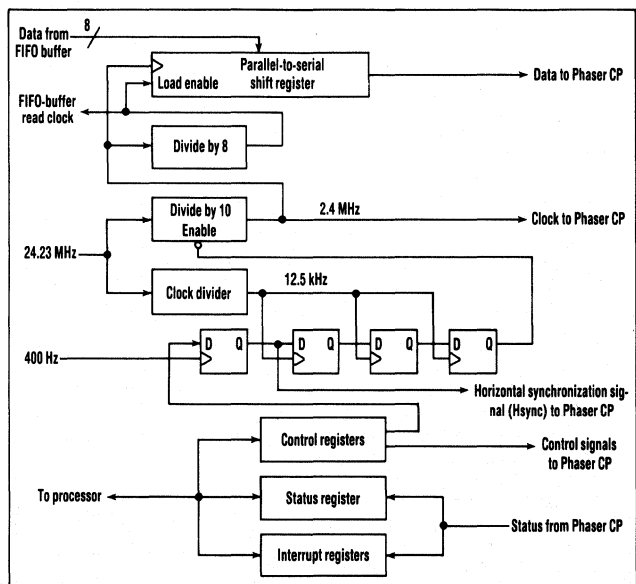 8
Data from
FIFO buffer
Parallel-to-serial
Load enable shift register
Data to Phaser CP
FIFO-buffer
read clock
Divide by 8
Divide by 10
Enable
2.4 MHz
Clock to Phaser CP
24.23 MHz
Clock divider
12.5 kHz
D Q
D Q
D Q
D Q
400 Hz
Horizontal synchronization sig-
nal (Hsync) to Phaser CP
Control registers
Control signals
to Phaser CP
To processor
Status register
Status from Phaser CP
Interrupt registers